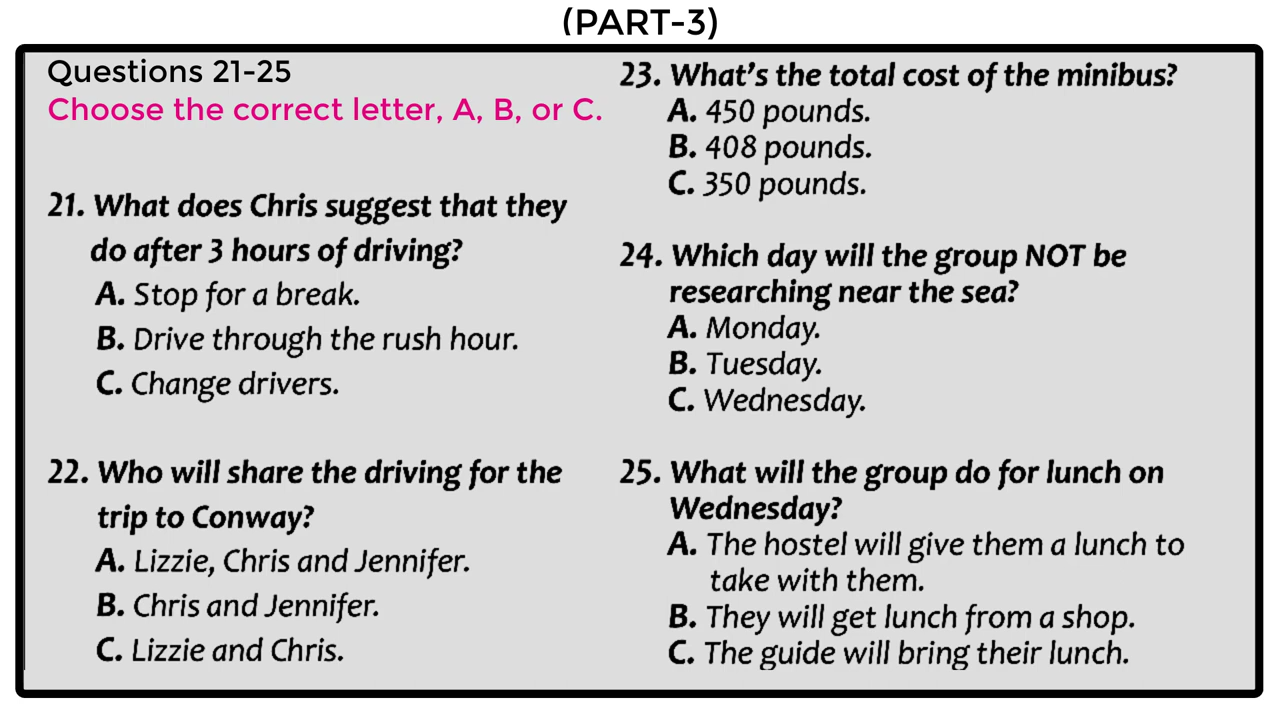 (PART-3)
Questions 21-25
Choose the correct letter, A, B, or C.
21. What does Chris suggest that they
do after 3 hours of driving?
A. Stop for a break.
B. Drive through the rush hour.
C. Change drivers.
22. Who will share the driving for the
trip to Conway?
A. Lizzie, Chris and Jennifer.
B. Chris and Jennifer.
C. Lizzie and Chris.
23. What's the total cost of the minibus?
A. 450 pounds.
B. 408 pounds.
C. 350 pounds.
24. Which day will the group NOT be
researching near the sea?
A. Monday.
B. Tuesday.
C. Wednesday.
25. What will the group do for lunch on
Wednesday?
A. The hostel will give them a lunch to
take with them.
B. They will get lunch from a shop.
C. The guide will bring their lunch.